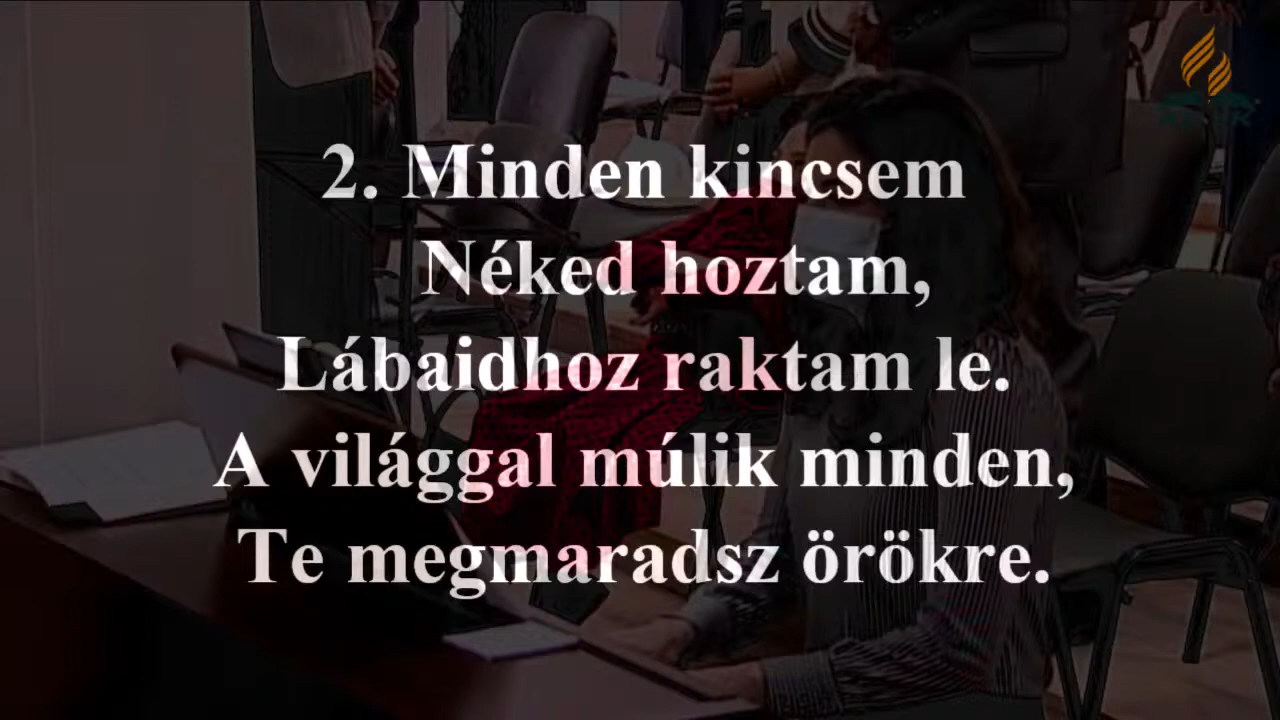 2. Minden kincsem
Néked hoztam,
Lábaidhoz raktam le.
A világgal múlik minden,
Te megmaradsz örökre.